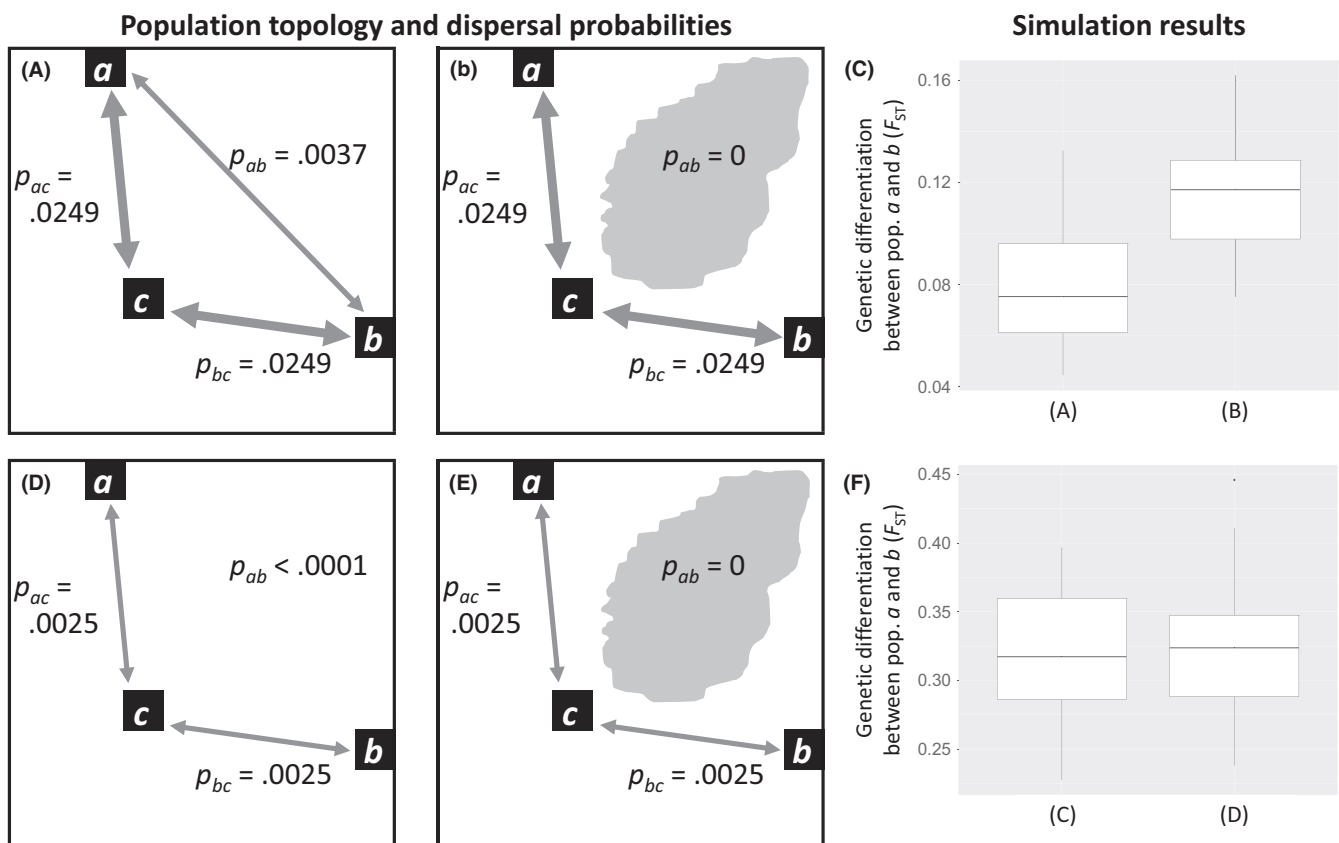 Population topology and dispersal probabilities
Simulation results
(A)
a
p_ab = .0037
p_ac =
.0249
c
b
p_bc = .0249
(b)
a
p_ab = 0
p_ac =
.0249
c
b
p_bc = .0249
(C)
Genetic differentiation
between pop. a and b (F_ST)
0.16
0.12
0.08
0.04
(A)
(B)
(D)
a
p_ab < .0001
p_ac =
.0025
c
b
p_bc = .0025
(E)
a
p_ab = 0
p_ac =
.0025
c
b
p_bc = .0025
(F)
Genetic differentiation
between pop. a and b (F_ST)
0.45
0.40
0.35
0.30
0.25
(C)
(D)